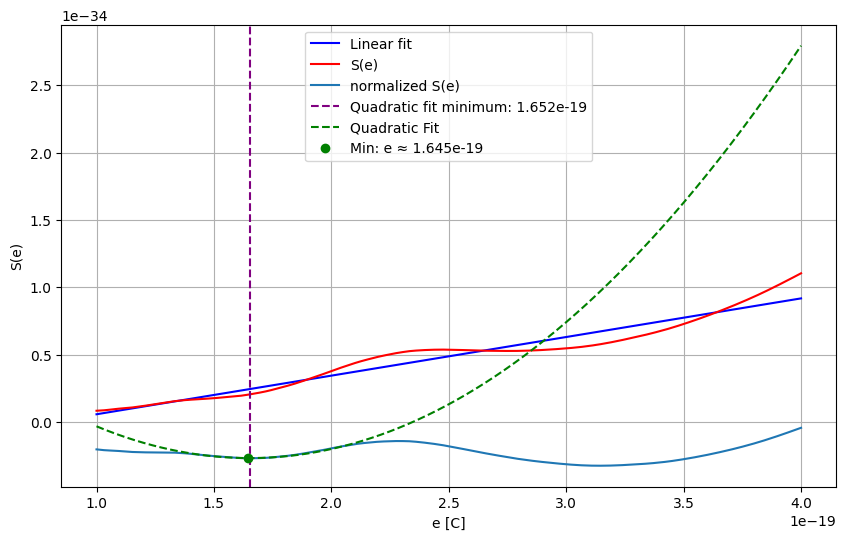 1e−34
Linear fit
S(e)
normalized S(e)
Quadratic fit minimum: 1.652e-19
Quadratic Fit
Min: e ≈ 1.645e-19
2.5
2.0
1.5
1.0
0.5
0.0
S(e)
1.0 1.5 2.0 2.5 3.0 3.5 4.0
e [C]
1e−19